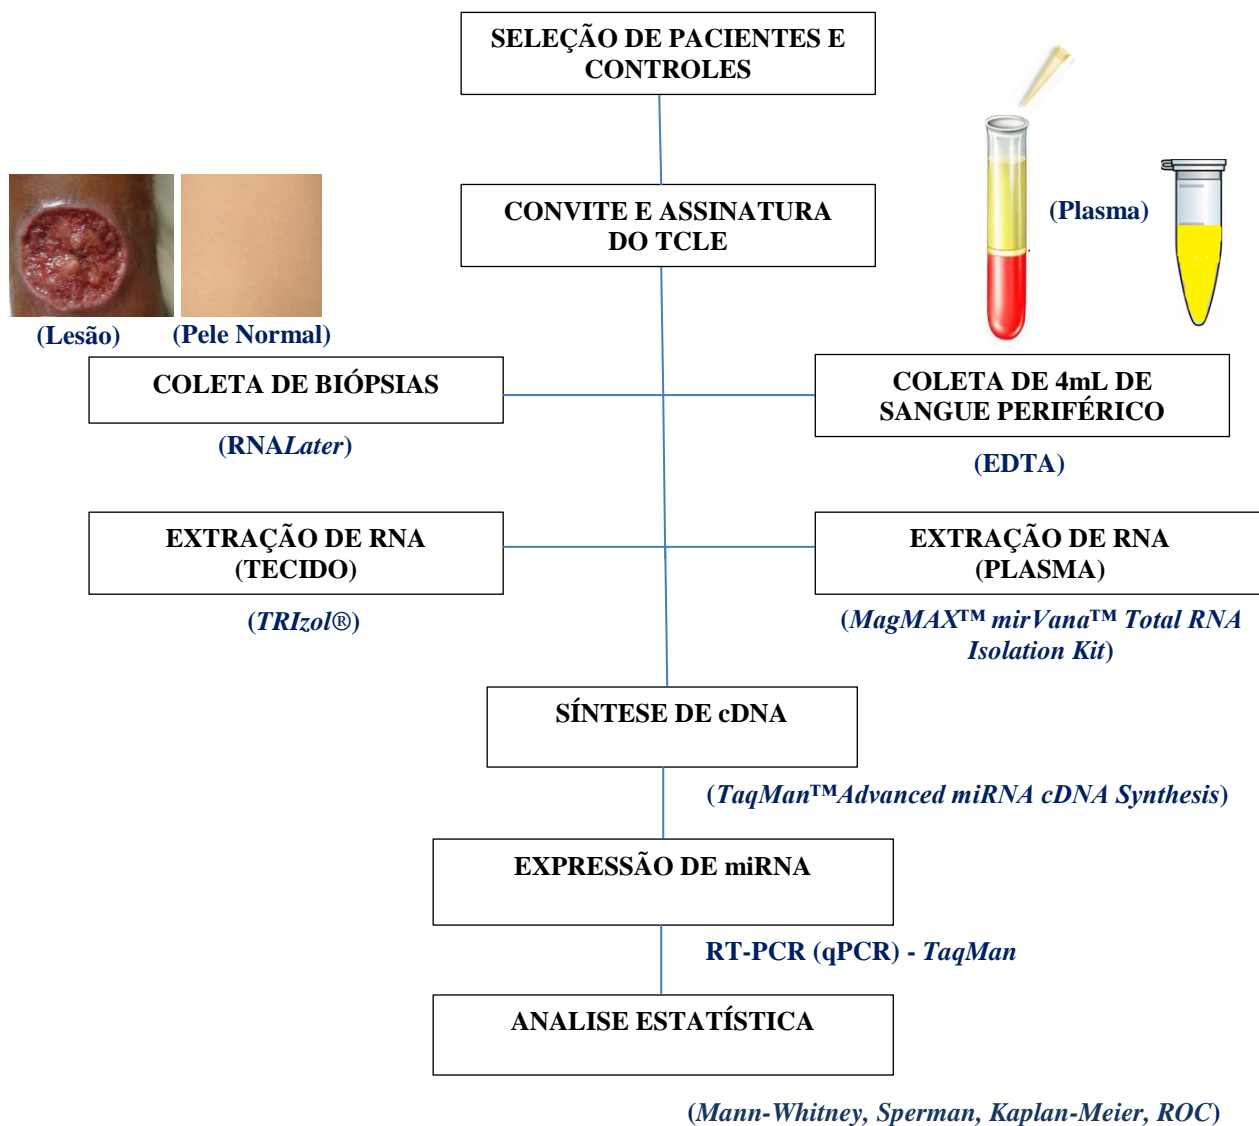 SELEÇÃO DE PACIENTES E
CONTROLES
CONVITE E ASSINATURA
DO TCLE
(Plasma)
(Lesão)
(Pele Normal)
COLETA DE BIÓPSIAS
(RNALater)
COLETA DE 4mL DE
SANGUE PERIFÉRICO
(EDTA)
EXTRAÇÃO DE RNA
(TECIDO)
(TRIzol®)
EXTRAÇÃO DE RNA
(PLASMA)
(MagMAX™ mirVana™ Total RNA
Isolation Kit)
SÍNTESE DE cDNA
(TaqMan™Advanced miRNA cDNA Synthesis)
EXPRESSÃO DE miRNA
RT-PCR (qPCR) - TaqMan
ANALISE ESTATÍSTICA
(Mann-Whitney, Sperman, Kaplan-Meier, ROC)